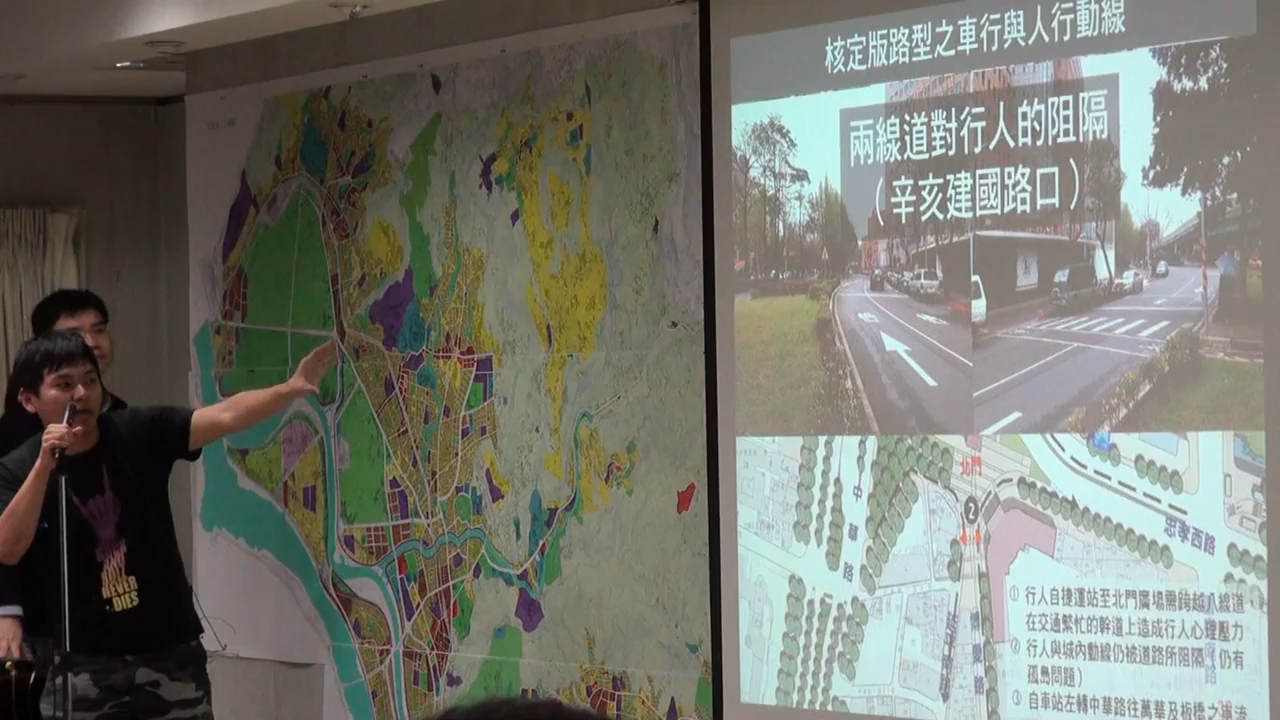 核定版路型之車行與人行動線
兩線道對行人的阻隔
（辛亥建國路口）
北門
2
中
華
路
忠孝西路
① 行人自捷運站至北門廣場需跨越八線道，
在交通繁忙的幹道上造成行人心理壓力
② 行人與城內動線仍被道路所阻隔（仍有
孤島問題）
③ 自車站左轉中華路往萬華及板橋之車流
NEVER
DIES